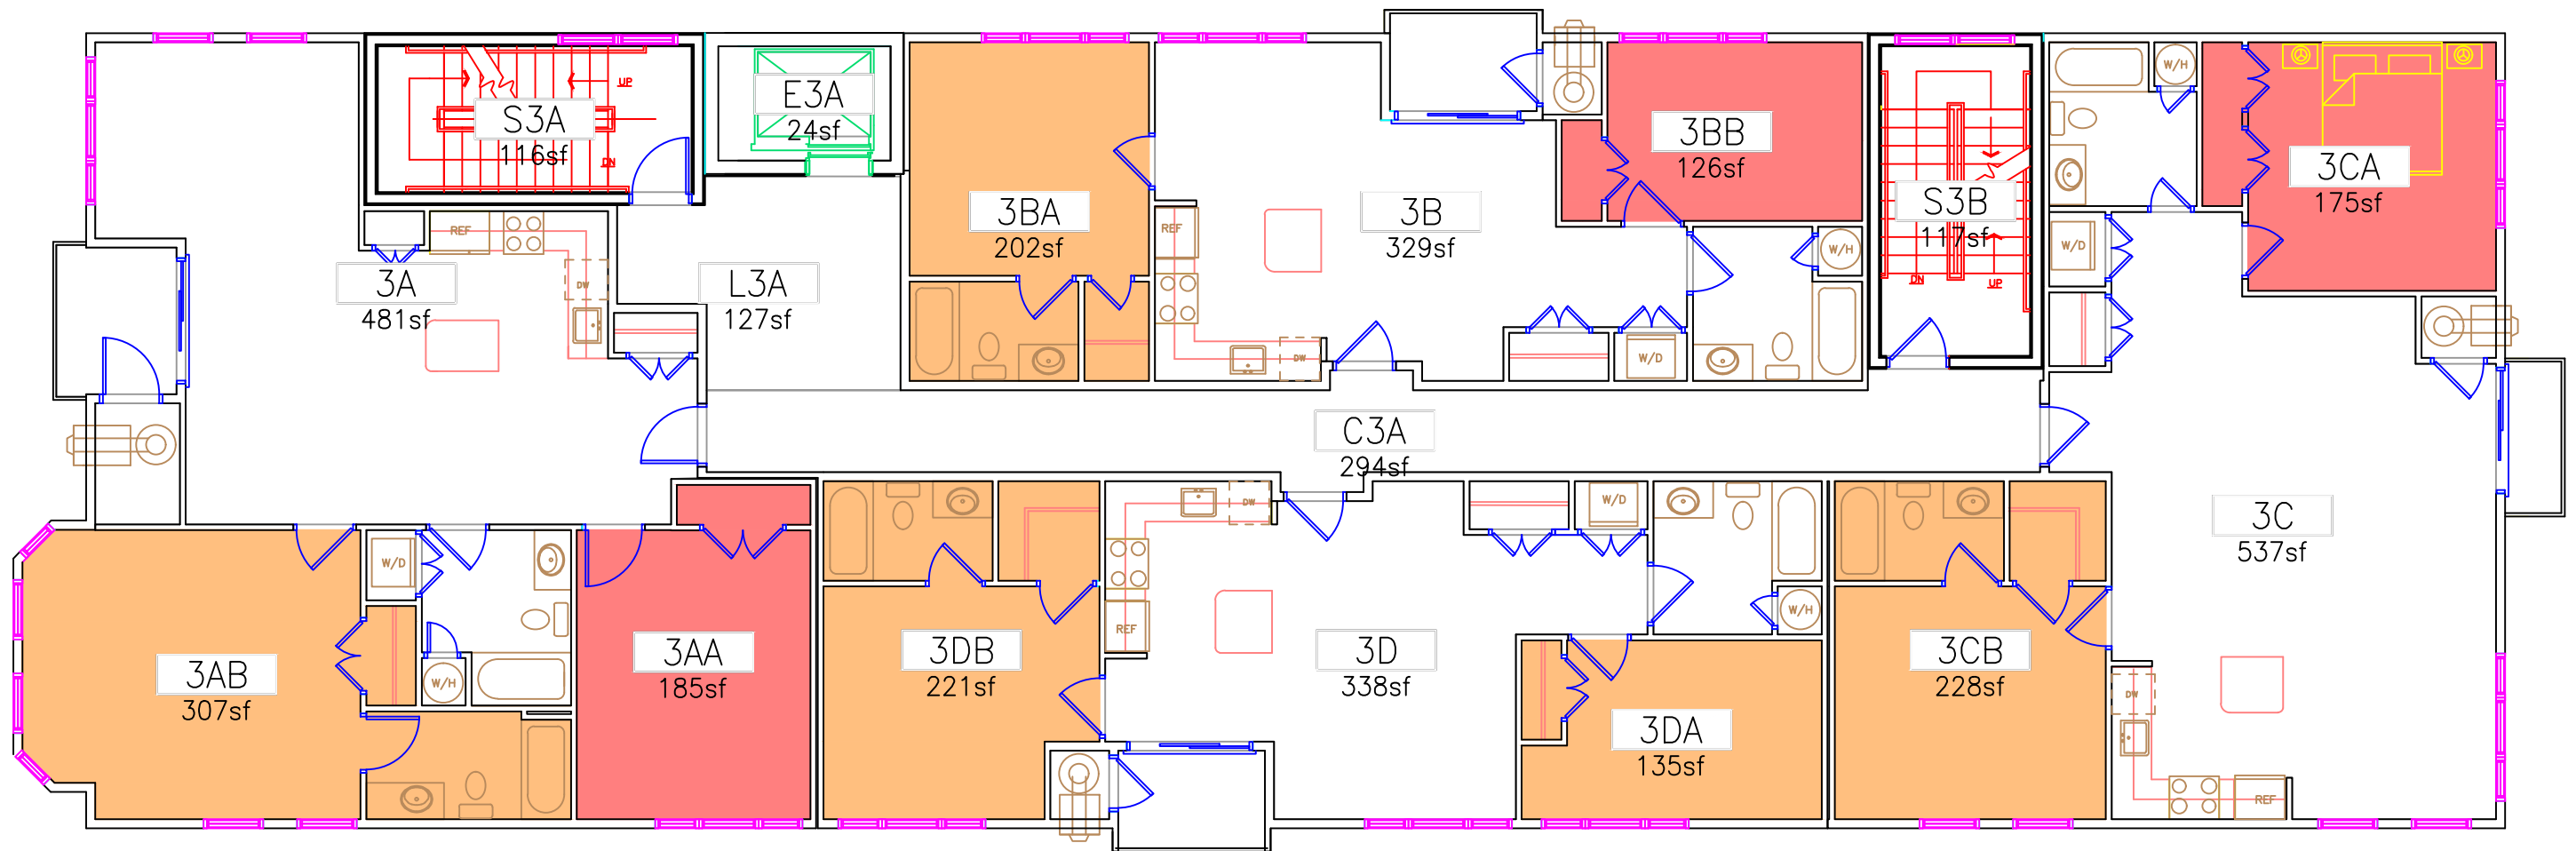 UP
S3A
116sf
DN
E3A
24sf
3BA
202sf
3B
329sf
REF
DW
W/D
W/H
3BB
126sf
S3B
117sf
DN
UP
W/H
W/D
3CA
175sf
REF
DW
3A
481sf
L3A
127sf
C3A
294sf
3AB
307sf
W/D
W/H
3AA
185sf
3DB
221sf
DW
REF
3D
338sf
W/D
W/H
3DA
135sf
3CB
228sf
3C
537sf
DW
REF